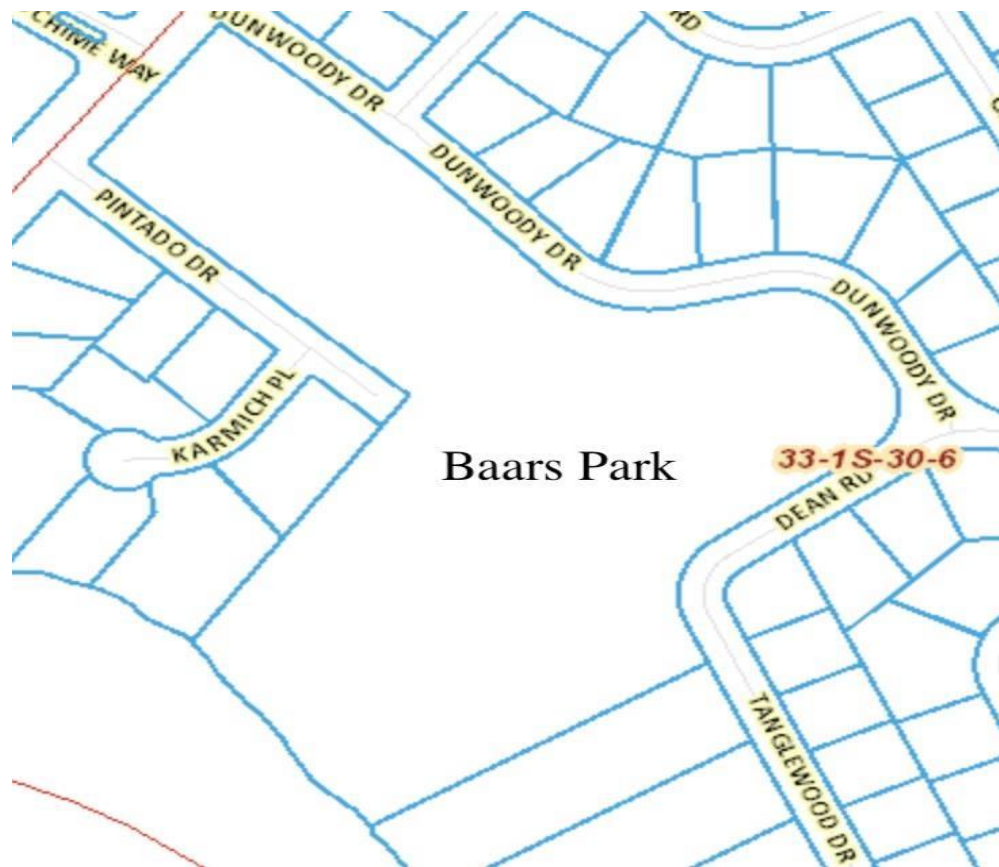 CHIMIE WAY
DUNWOODY DR
RD
DUNWOODY DR
PINTADO DR
DUNWOODY DR
KARMICH PL
Baars Park
33-1S-30-6
DEAN RD
TANGLEWOOD DR